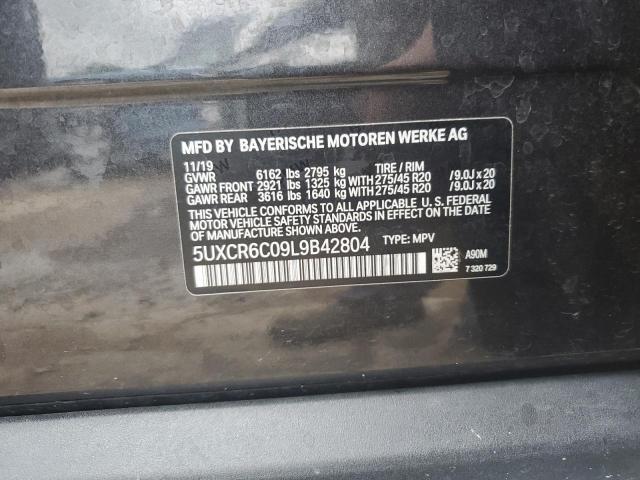 MFD BY BAYERISCHE MOTOREN WERKE AG
11/19
GVWR 6162 lbs 2795 kg TIRE / RIM
GAWR FRONT 2921 lbs 1325 kg WITH 275/45 R20 /9.0J x 20
GAWR REAR 3616 lbs 1640 kg WITH 275/45 R20 /9.0J x 20
THIS VEHICLE CONFORMS TO ALL APPLICABLE U. S. FEDERAL
MOTOR VEHICLE SAFETY STANDARDS IN EFFECT ON THE DATE
OF MANUFACTURE SHOWN ABOVE.
5UXCR6C09L9B42804 TYPE: MPV
A90M
7 320 729